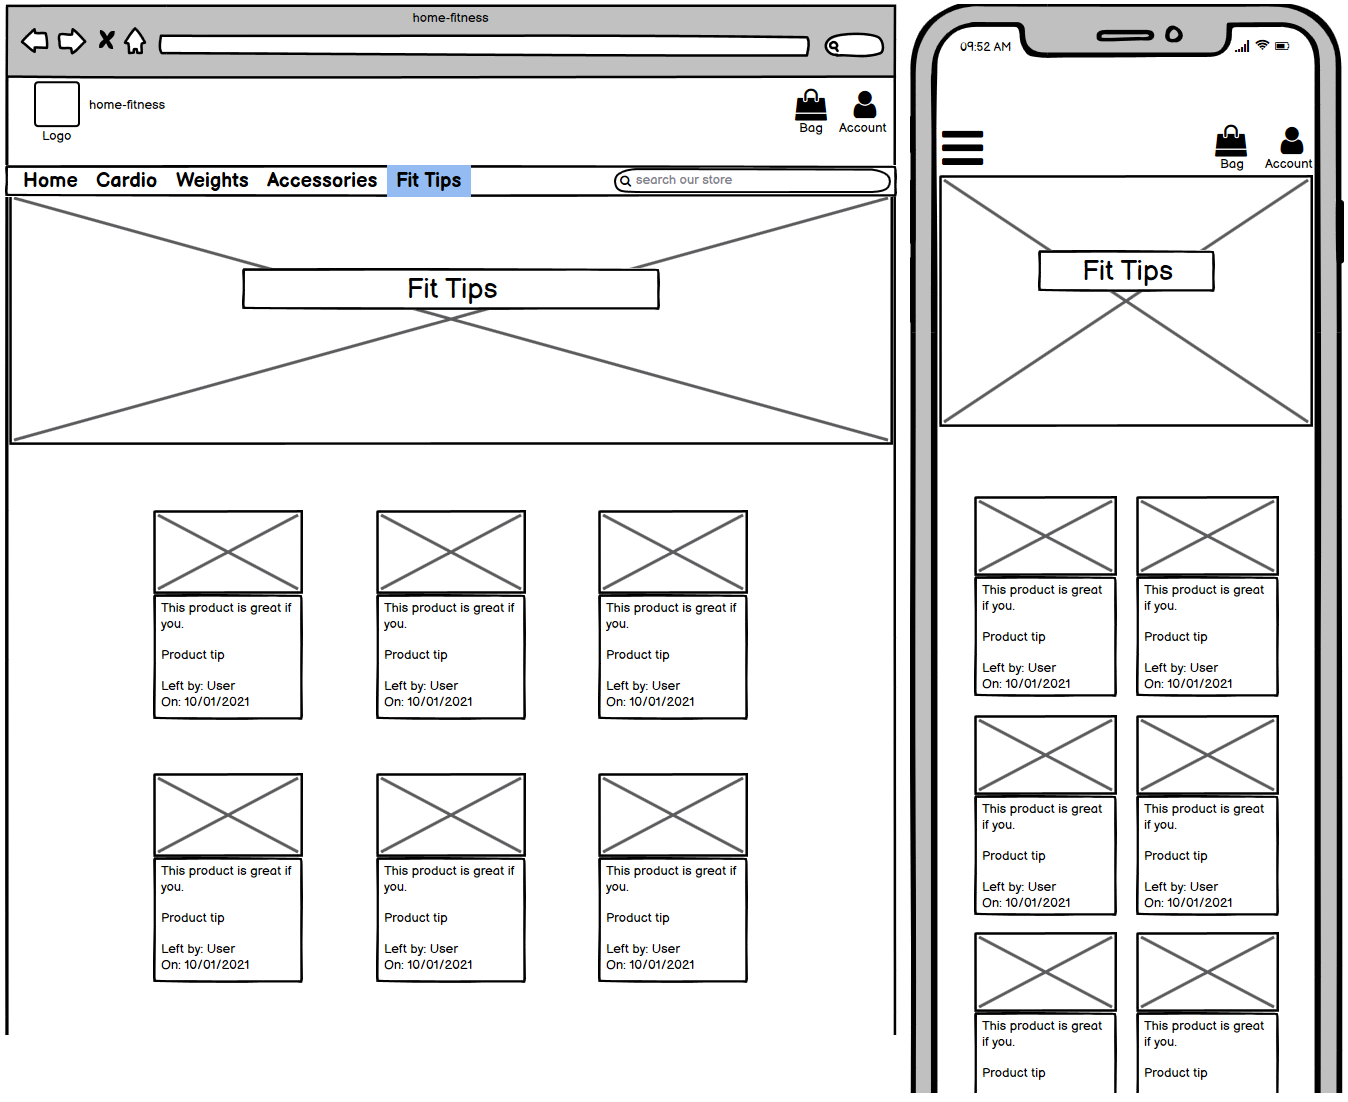 home-fitness
home-fitness
Logo
Bag
Account
Home Cardio Weights Accessories Fit Tips
search our store
Fit Tips
This product is great if
you.
Product tip
Left by: User
On: 10/01/2021
This product is great if
you.
Product tip
Left by: User
On: 10/01/2021
This product is great if
you.
Product tip
Left by: User
On: 10/01/2021
This product is great if
you.
Product tip
Left by: User
On: 10/01/2021
This product is great if
you.
Product tip
Left by: User
On: 10/01/2021
This product is great if
you.
Product tip
Left by: User
On: 10/01/2021
09:52 AM
Bag
Account
Fit Tips
This product is great
if you.
Product tip
Left by: User
On: 10/01/2021
This product is great
if you.
Product tip
Left by: User
On: 10/01/2021
This product is great
if you.
Product tip
Left by: User
On: 10/01/2021
This product is great
if you.
Product tip
Left by: User
On: 10/01/2021
This product is great
if you.
Product tip
This product is great
if you.
Product tip